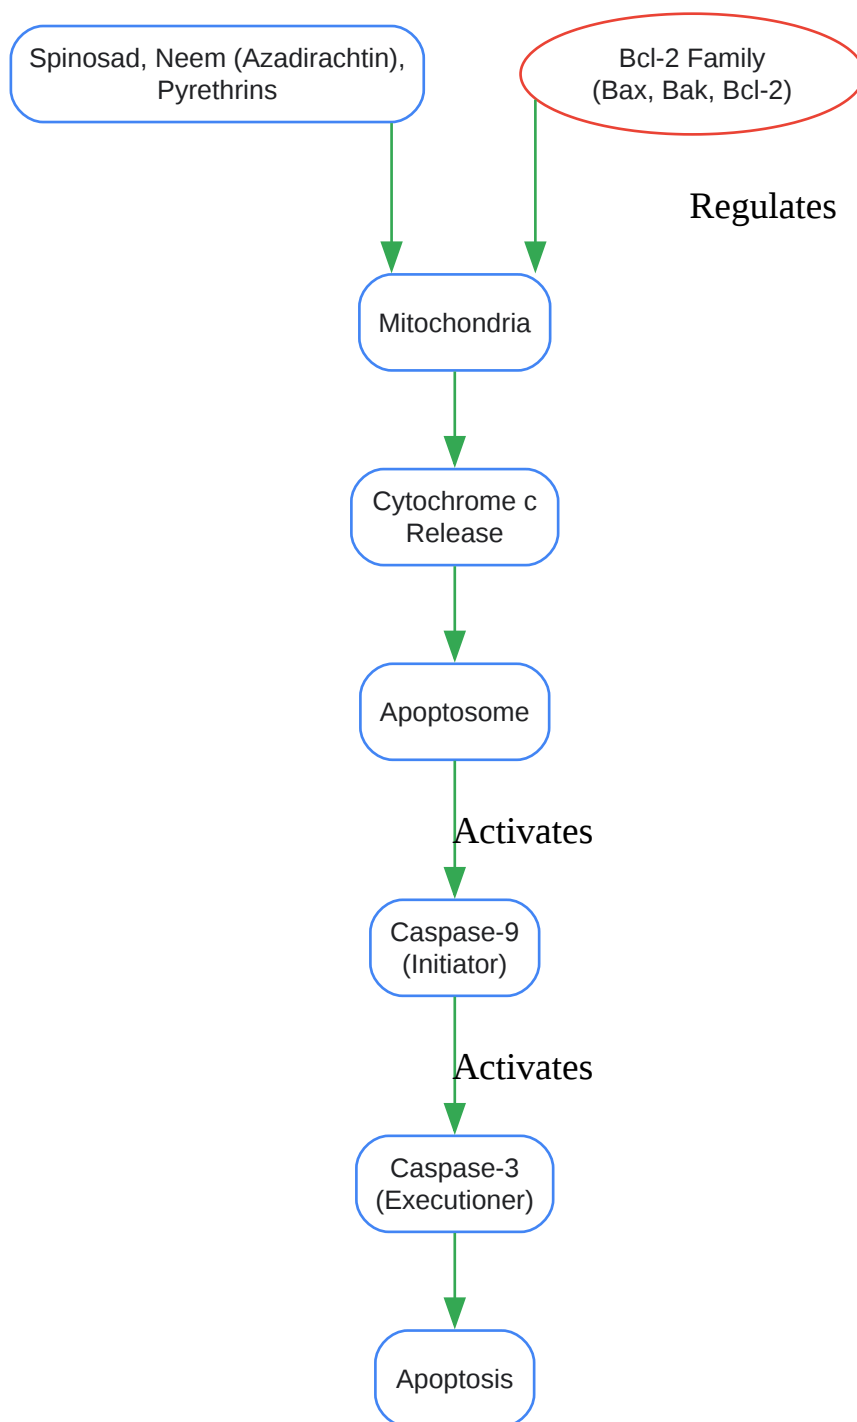 Spinosad, Neem (Azadirachtin),
Pyrethrins
Bcl-2 Family
(Bax, Bak, Bcl-2)
Regulates
Mitochondria
Cytochrome c
Release
Apoptosome
Activates
Caspase-9
(Initiator)
Activates
Caspase-3
(Executioner)
Apoptosis